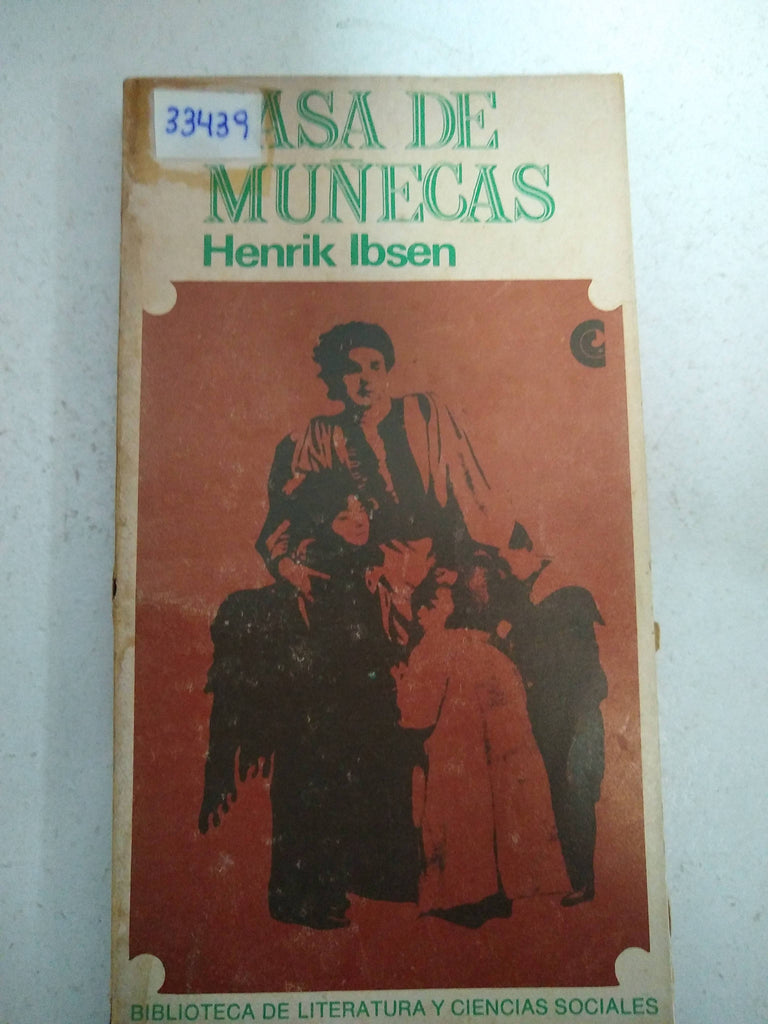 33439
ASA DE
MUÑECAS
Henrik Ibsen
BIBLIOTECA DE LITERATURA Y CIENCIAS SOCIALES